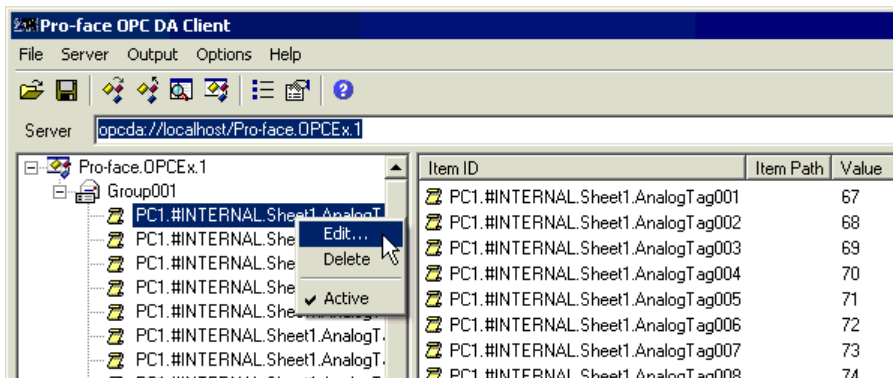 Pro-face OPC DA Client
File Server Output Options Help
Server opcda://localhost/Pro-face.OPCEx.1
Pro-face.OPCEx.1
Group001
PC1.#INTERNAL.Sheet1.AnalogT
PC1.#INTERNAL.She
PC1.#INTERNAL.She
PC1.#INTERNAL.She
PC1.#INTERNAL.She
PC1.#INTERNAL.Sheet1.AnalogT
PC1.#INTERNAL.Sheet1.AnalogT
Edit...
Delete
Active
Item ID Item Path Value
PC1.#INTERNAL.Sheet1.AnalogTag001 67
PC1.#INTERNAL.Sheet1.AnalogTag002 68
PC1.#INTERNAL.Sheet1.AnalogTag003 69
PC1.#INTERNAL.Sheet1.AnalogTag004 70
PC1.#INTERNAL.Sheet1.AnalogTag005 71
PC1.#INTERNAL.Sheet1.AnalogTag006 72
PC1.#INTERNAL.Sheet1.AnalogTag007 73
PC1.#INTERNAL.Sheet1.AnalogTag008 74